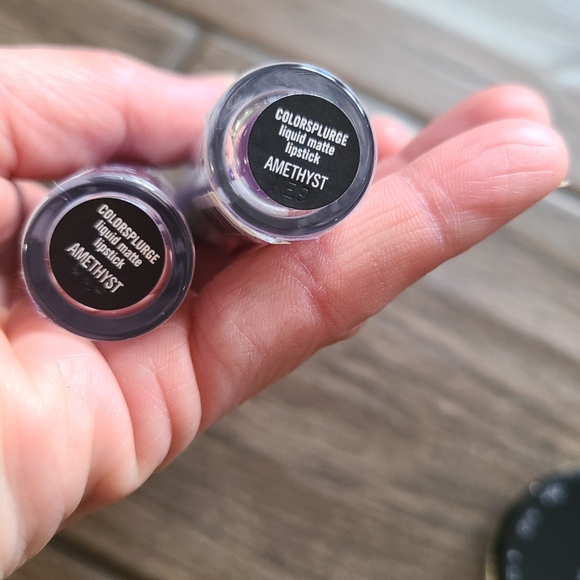 COLORSPLURGE
liquid matte
lipstick
AMETHYST
COLORSPLURGE
liquid matte
lipstick
AMETHYST